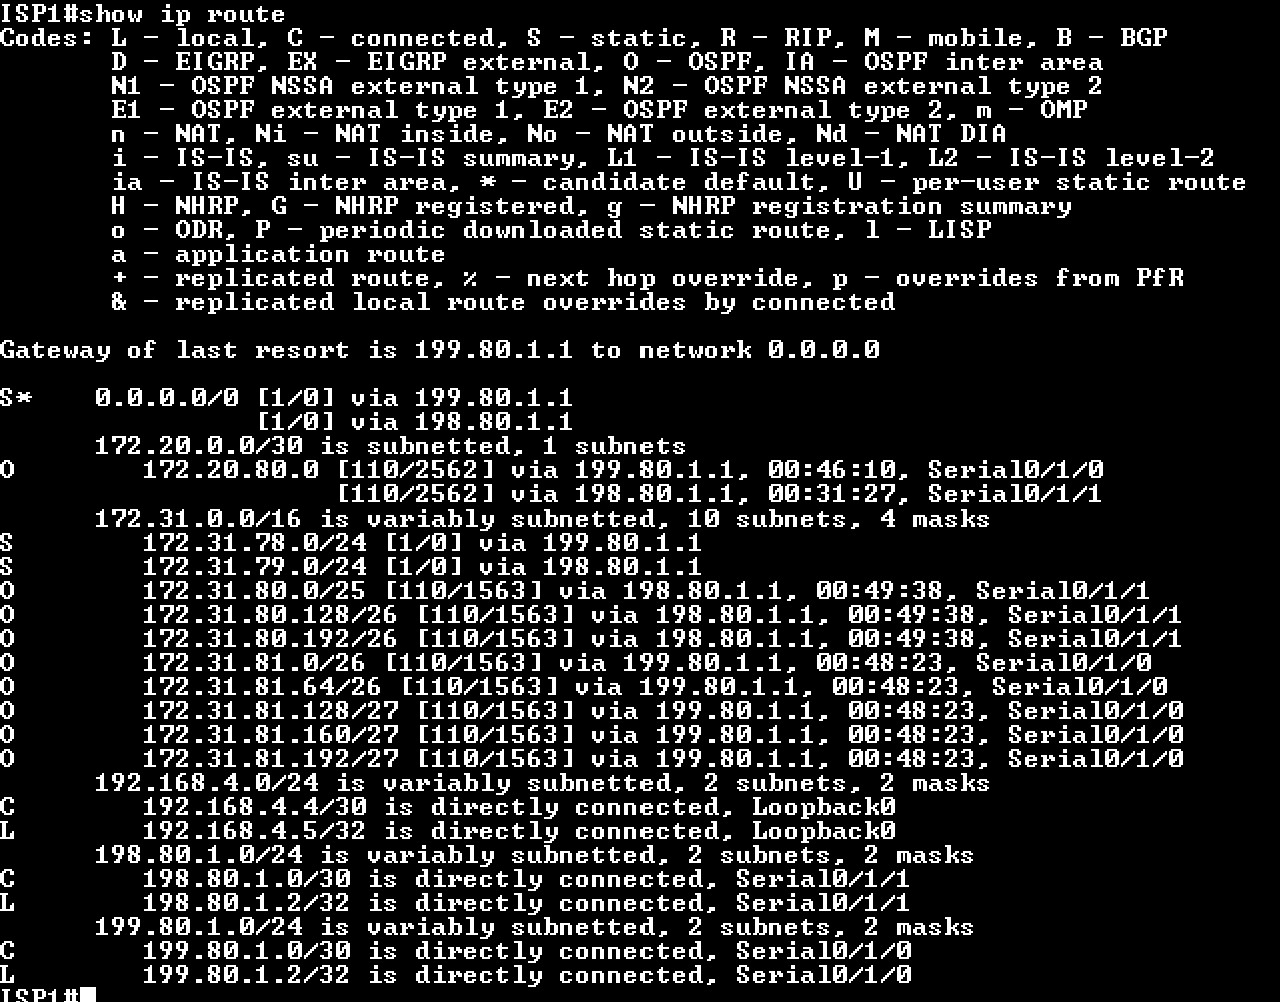 ISP1#show ip route
Codes: L - local, C - connected, S - static, R - RIP, M - mobile, B - BGP
       D - EIGRP, EX - EIGRP external, O - OSPF, IA - OSPF inter area
       N1 - OSPF NSSA external type 1, N2 - OSPF NSSA external type 2
       E1 - OSPF external type 1, E2 - OSPF external type 2, m - OMP
       n - NAT, Ni - NAT inside, No - NAT outside, Nd - NAT DIA
       i - IS-IS, su - IS-IS summary, L1 - IS-IS level-1, L2 - IS-IS level-2
       ia - IS-IS inter area, * - candidate default, U - per-user static route
       H - NHRP, G - NHRP registered, g - NHRP registration summary
       o - ODR, P - periodic downloaded static route, l - LISP
       a - application route
       + - replicated route, % - next hop override, p - overrides from PfR
       & - replicated local route overrides by connected

Gateway of last resort is 199.80.1.1 to network 0.0.0.0

S*    0.0.0.0/0 [1/0] via 199.80.1.1
                [1/0] via 198.80.1.1
      172.20.0.0/30 is subnetted, 1 subnets
O        172.20.80.0 [110/2562] via 199.80.1.1, 00:46:10, Serial0/1/0
                     [110/2562] via 198.80.1.1, 00:31:27, Serial0/1/1
      172.31.0.0/16 is variably subnetted, 10 subnets, 4 masks
S        172.31.78.0/24 [1/0] via 199.80.1.1
S        172.31.79.0/24 [1/0] via 198.80.1.1
O        172.31.80.0/25 [110/1563] via 198.80.1.1, 00:49:38, Serial0/1/1
O        172.31.80.128/26 [110/1563] via 198.80.1.1, 00:49:38, Serial0/1/1
O        172.31.80.192/26 [110/1563] via 198.80.1.1, 00:49:38, Serial0/1/1
O        172.31.81.0/26 [110/1563] via 199.80.1.1, 00:48:23, Serial0/1/0
O        172.31.81.64/26 [110/1563] via 199.80.1.1, 00:48:23, Serial0/1/0
O        172.31.81.128/27 [110/1563] via 199.80.1.1, 00:48:23, Serial0/1/0
O        172.31.81.160/27 [110/1563] via 199.80.1.1, 00:48:23, Serial0/1/0
O        172.31.81.192/27 [110/1563] via 199.80.1.1, 00:48:23, Serial0/1/0
      192.168.4.0/24 is variably subnetted, 2 subnets, 2 masks
C        192.168.4.4/30 is directly connected, Loopback0
L        192.168.4.5/32 is directly connected, Loopback0
      198.80.1.0/24 is variably subnetted, 2 subnets, 2 masks
C        198.80.1.0/30 is directly connected, Serial0/1/1
L        198.80.1.2/32 is directly connected, Serial0/1/1
      199.80.1.0/24 is variably subnetted, 2 subnets, 2 masks
C        199.80.1.0/30 is directly connected, Serial0/1/0
L        199.80.1.2/32 is directly connected, Serial0/1/0
ISP1#